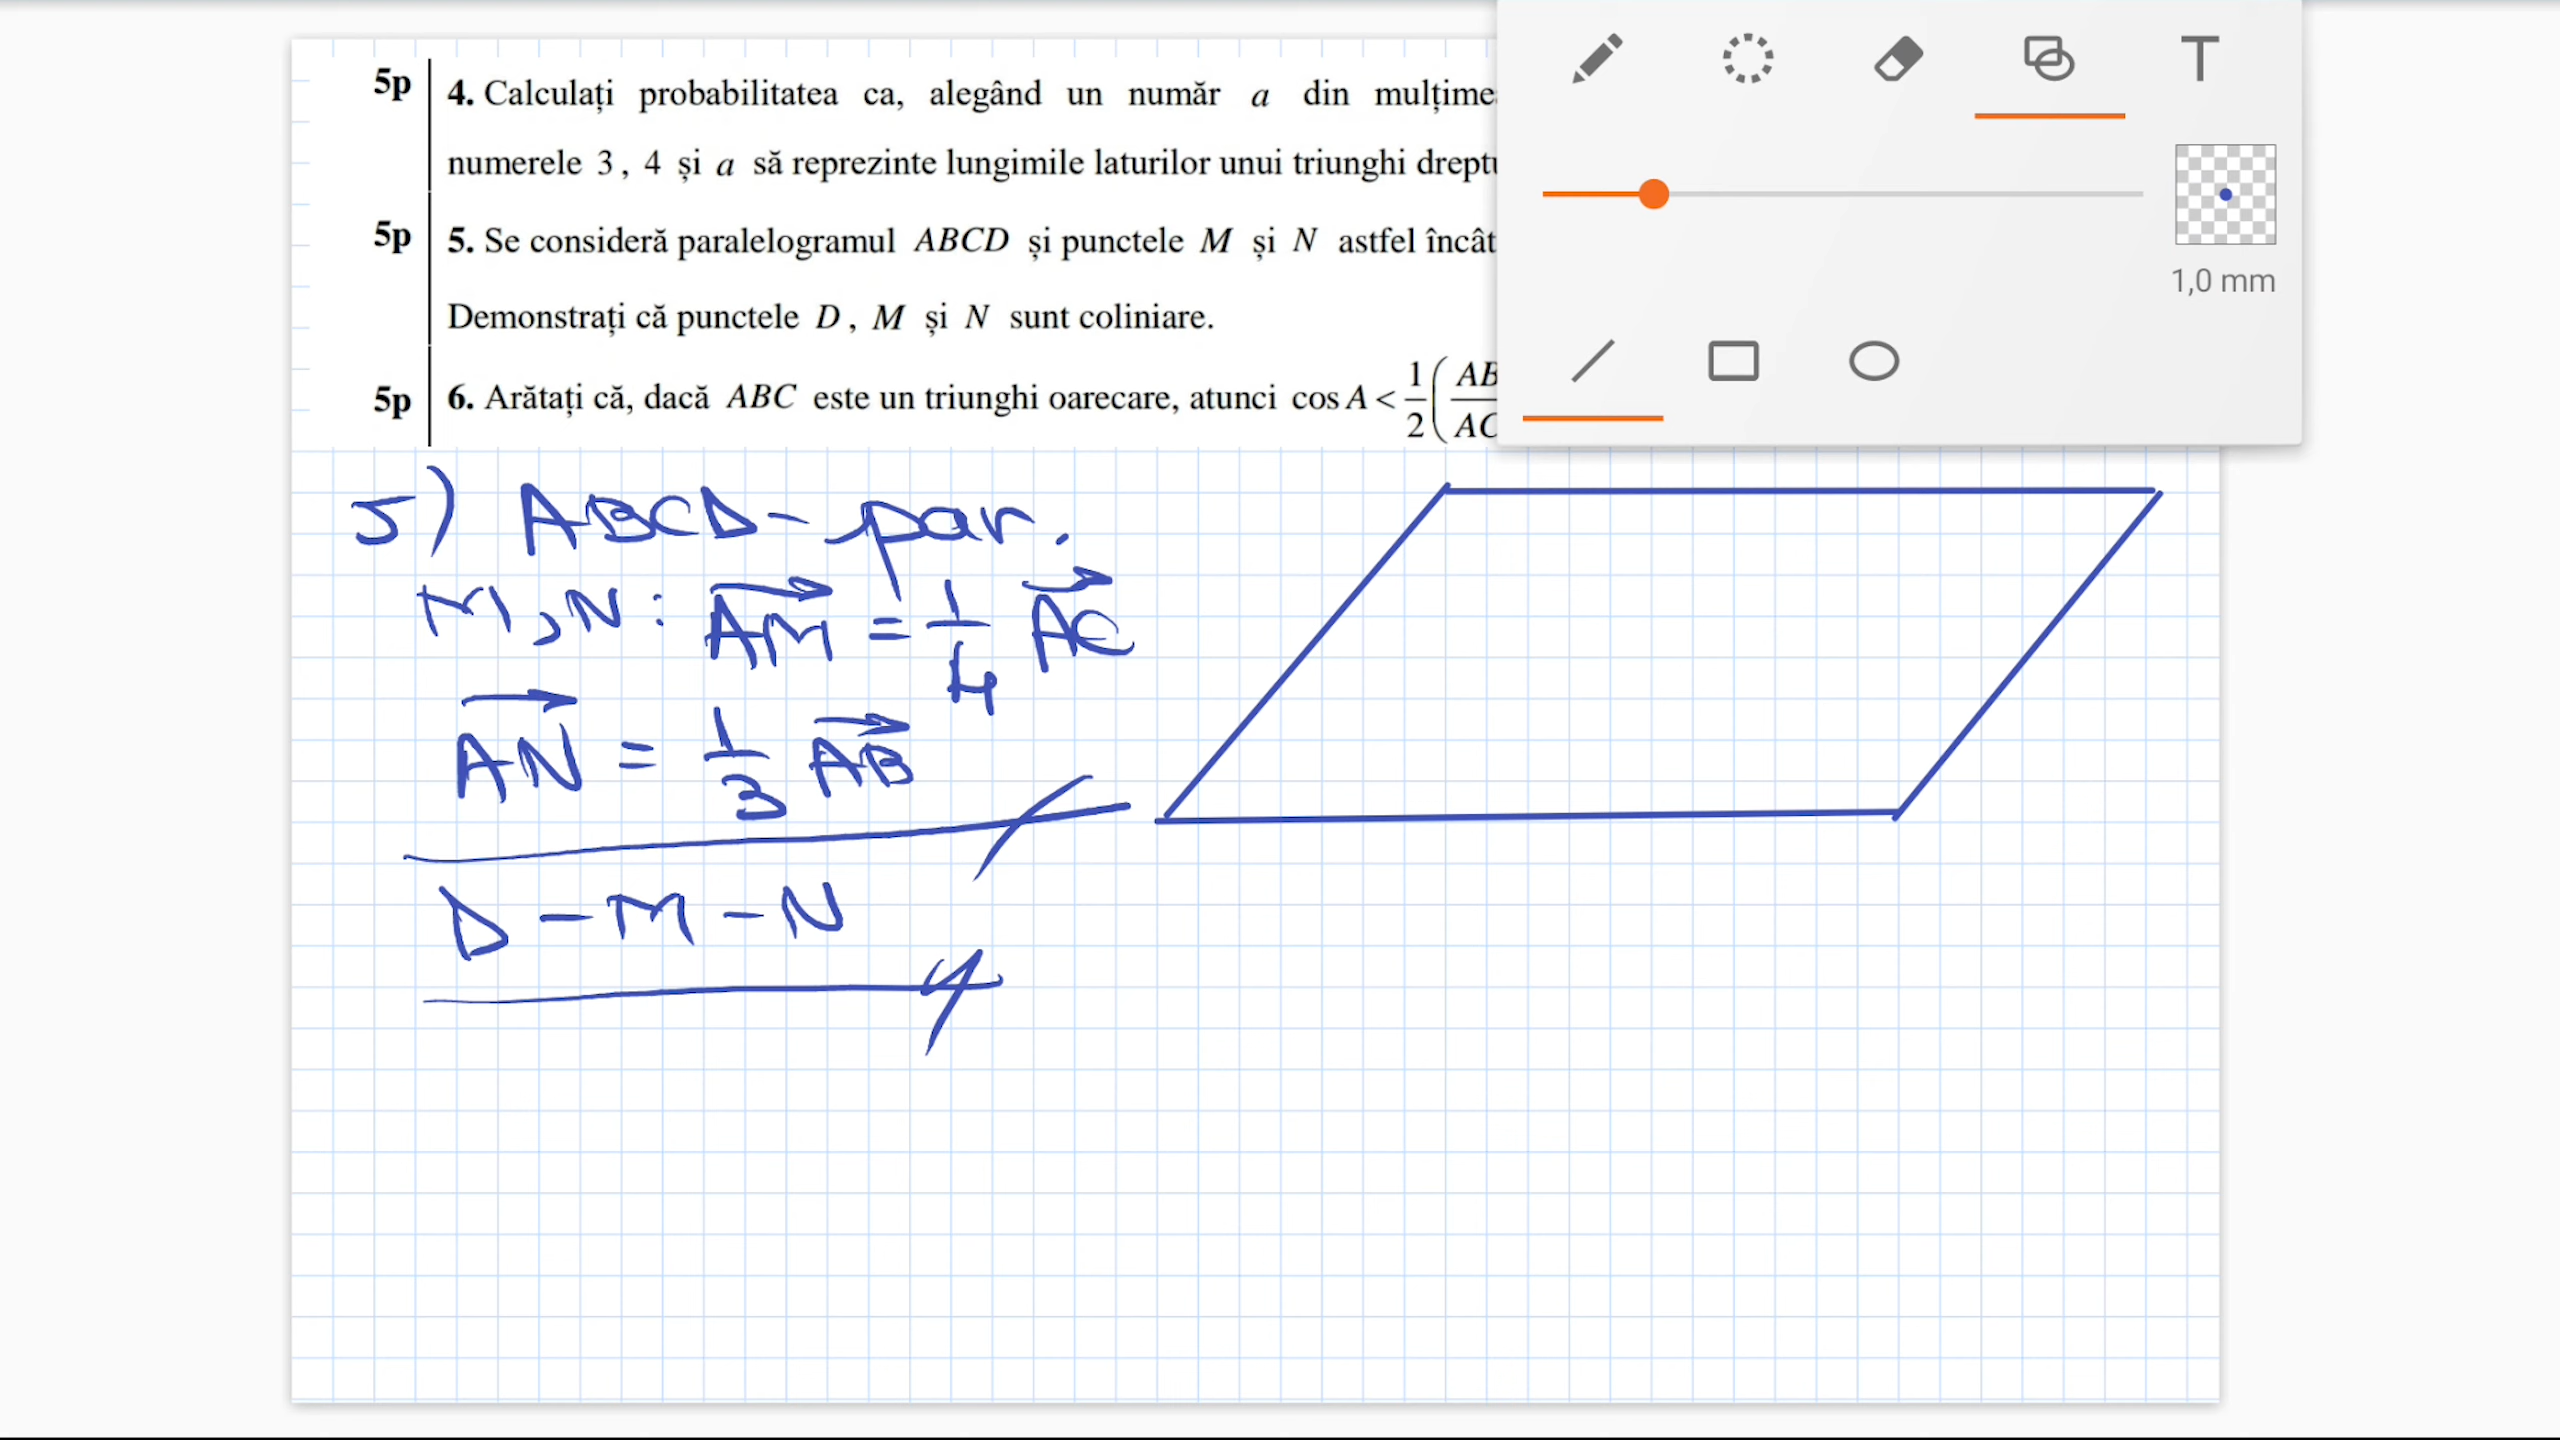 5p 4. Calculați probabilitatea ca, alegând un număr a din
numerele 3, 4 și a să reprezinte lungimile laturilor unui triunghi
5p 5. Se consideră paralelogramul ABCD și punctele M și N astfel încât
Demonstrați că punctele D, M și N sunt coliniare.
5p 6. Arătați că, dacă ABC este un triunghi oarecare, atunci cos A < 1/2 ( AB/AC
T
1,0 mm
5) ABCD - par.
M, N: AM = 1/4 AC
AN = 1/3 AB
D - M - N